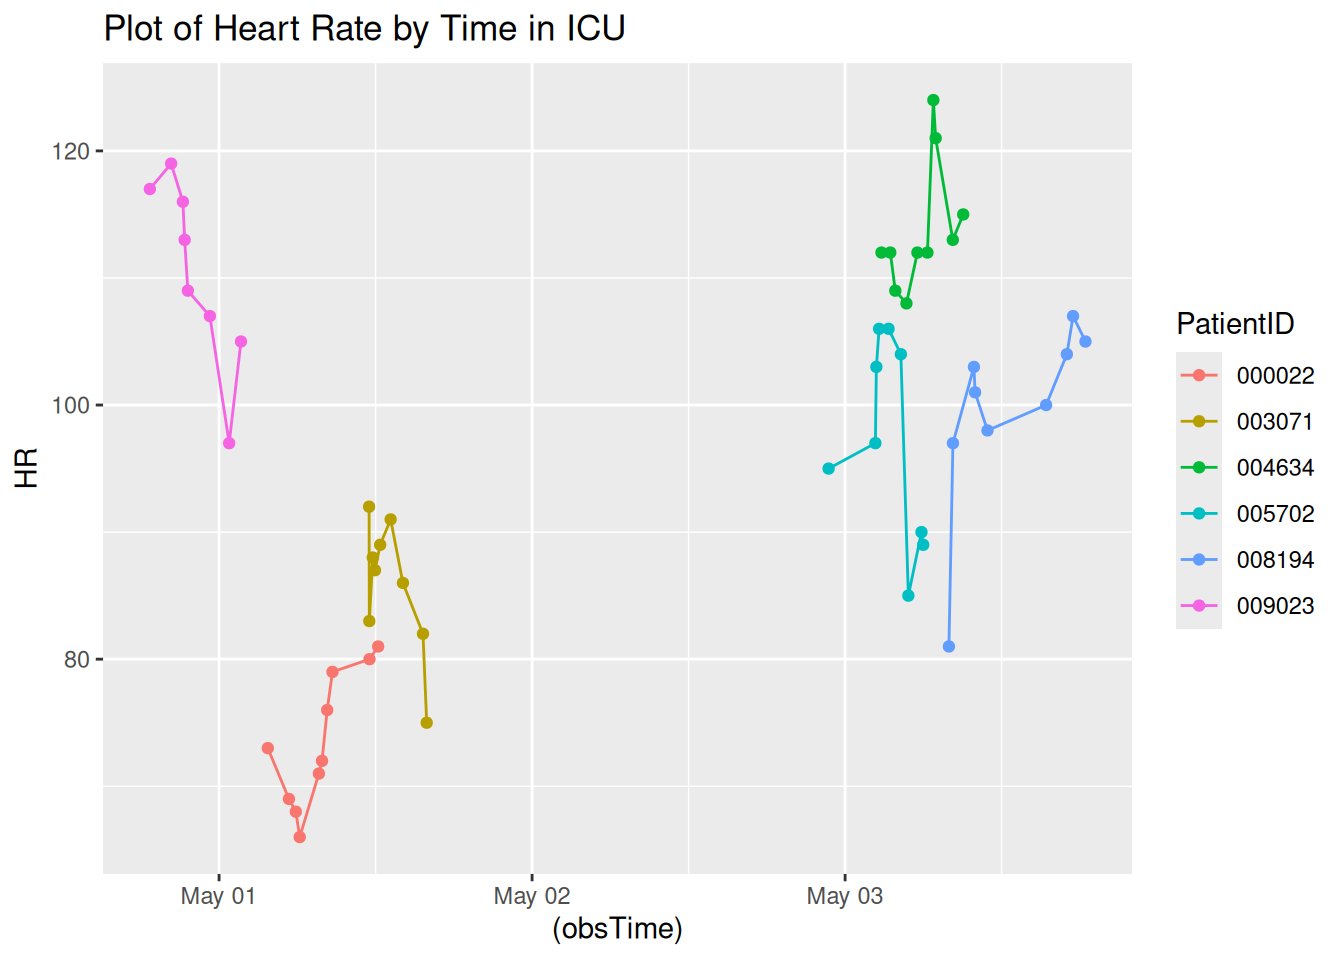 Plot of Heart Rate by Time in ICU
120
100
80
HR
May 01
May 02
May 03
(obsTime)
PatientID
000022
003071
004634
005702
008194
009023